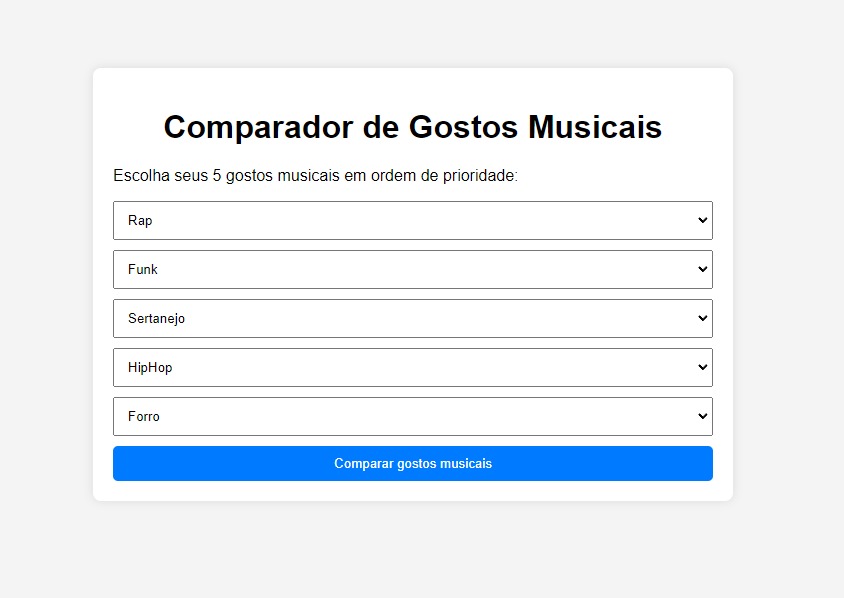 Comparador de Gostos Musicais
Escolha seus 5 gostos musicais em ordem de prioridade:
Rap
Funk
Sertanejo
HipHop
Forro
Comparar gostos musicais